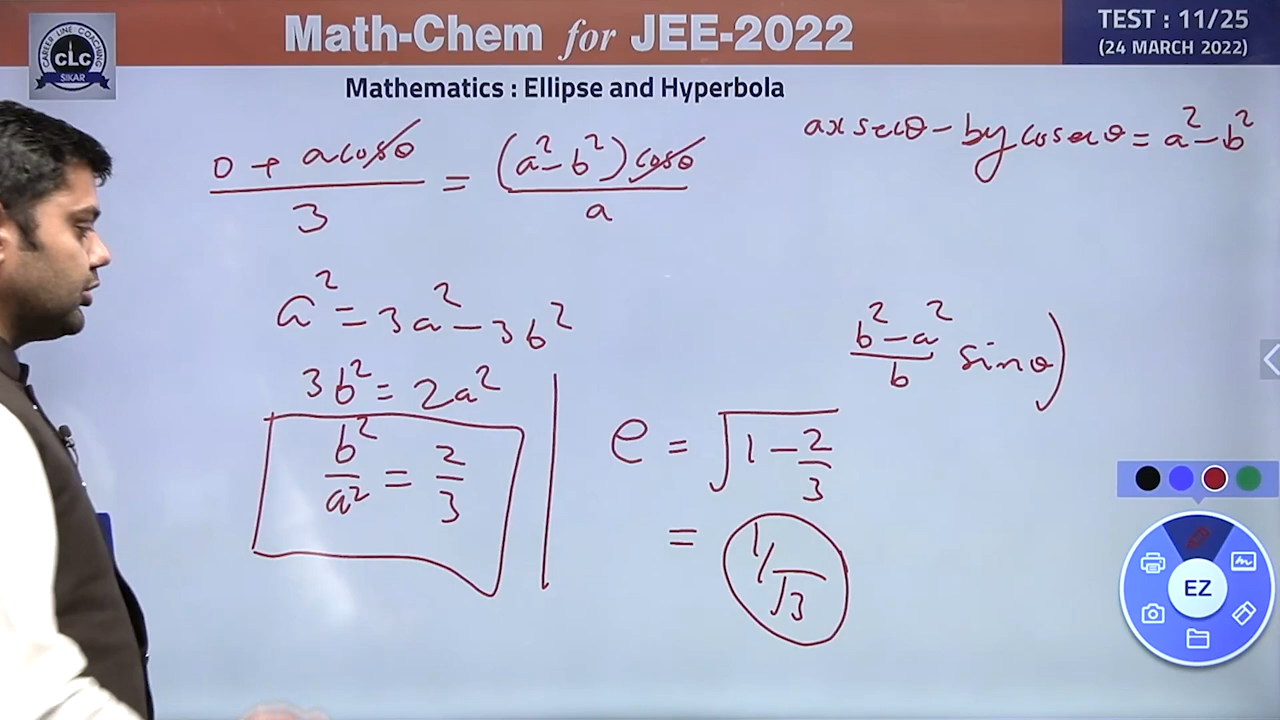 CAREER LINE COACHING
CLC
SIKAR
Math-Chem for JEE-2022
TEST : 11/25
(24 MARCH 2022)
Mathematics : Ellipse and Hyperbola
ax secθ - by cosecθ = a² - b²
(0 + a cosθ)/3 = ((a² - b²) cosθ)/a
a² = 3a² - 3b²
(b² - a²)/b sinθ)
3b² = 2a²
b²/a² = 2/3
e = √(1 - 2/3)
= 1/√3
EZ